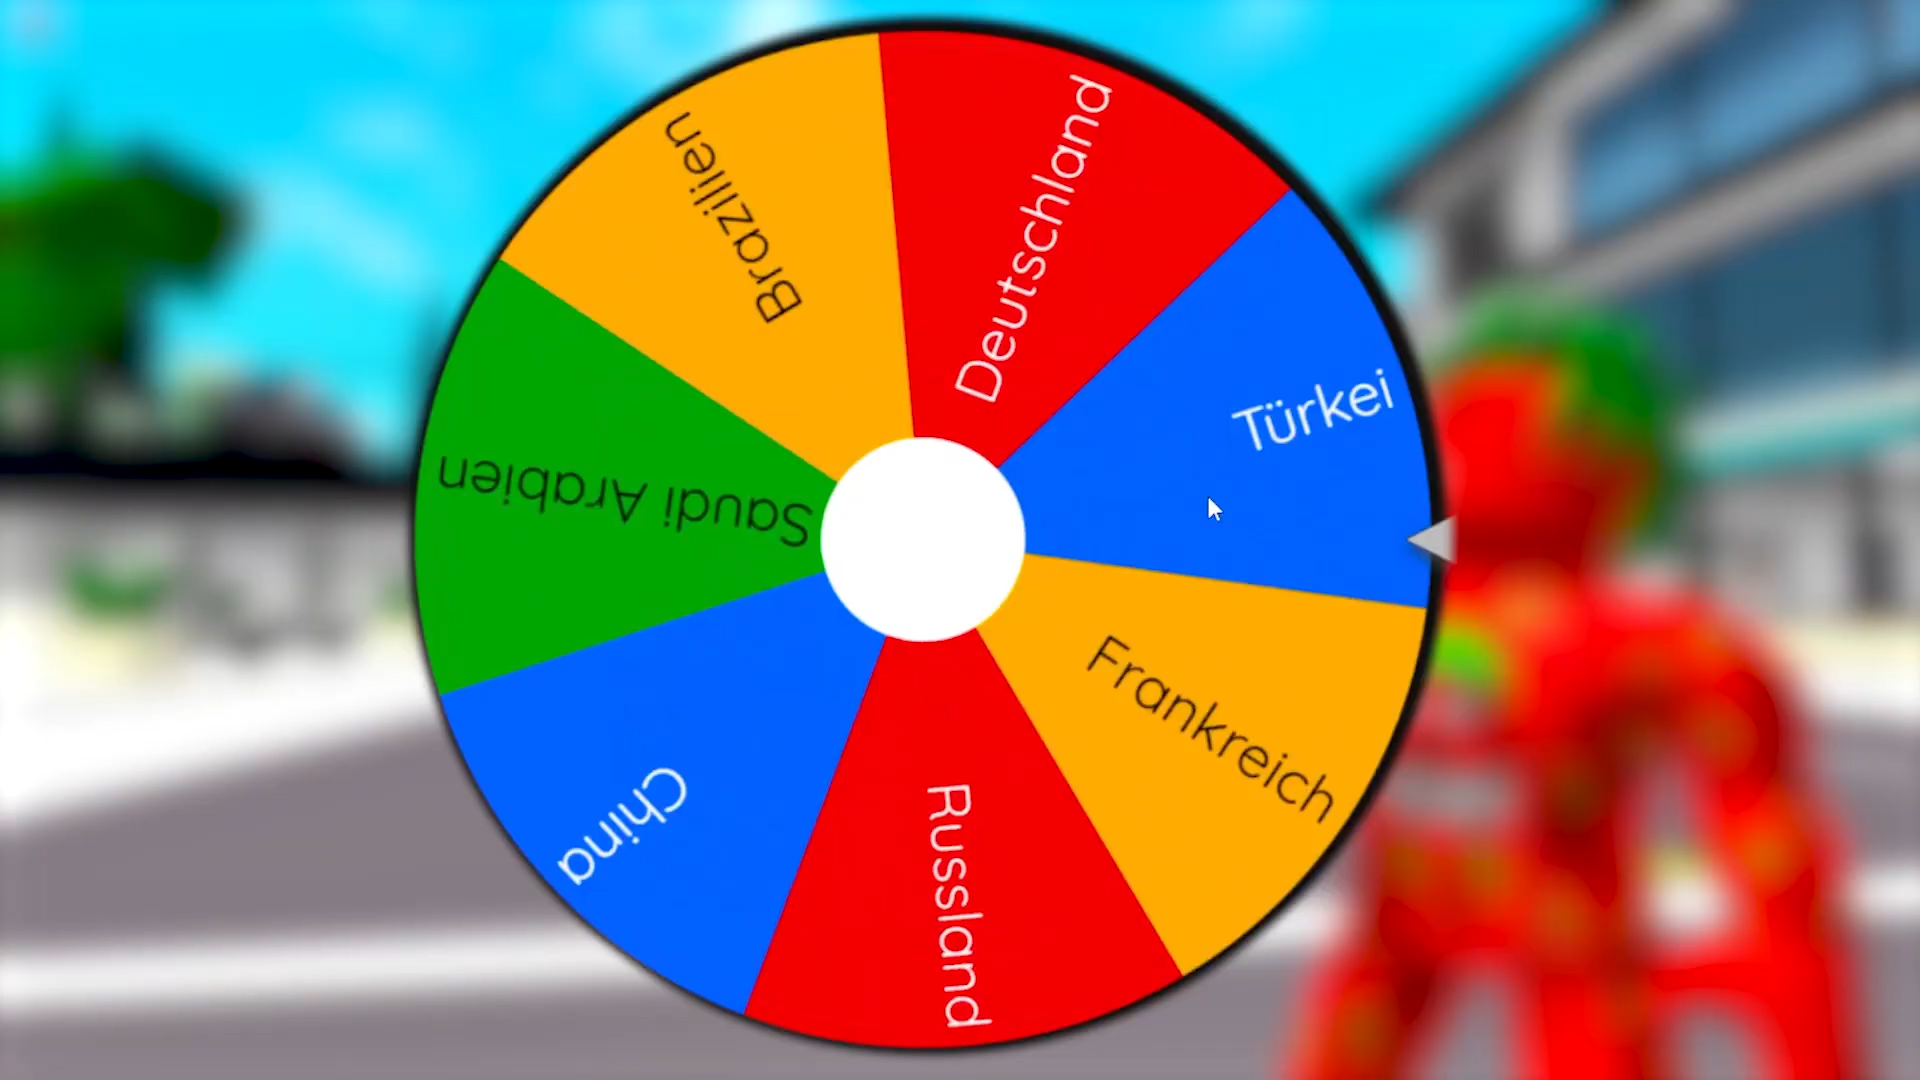 Deutschland
Türkei
Frankreich
Russland
China
Saudi Arabien
Brazilien